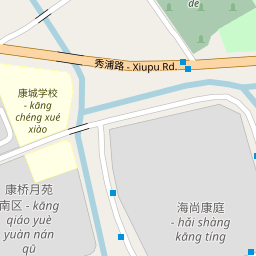 秀浦路 - Xiupu Rd.
康城学校
- kāng
chéng xué
xiào
康桥月苑
南区 - kāng
qiáo yuè
yuàn nán
qū
海尚康庭
- hǎi shàng
kāng tíng